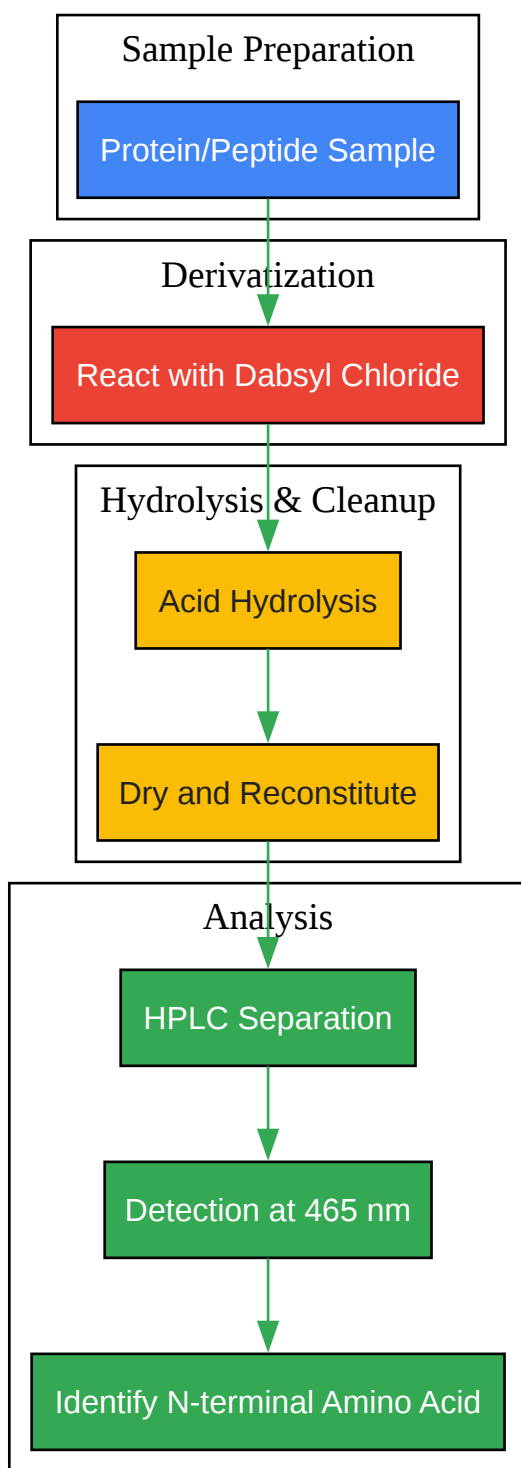 Sample Preparation
Protein/Peptide Sample
Derivatization
React with Dabsyl Chloride
Hydrolysis & Cleanup
Acid Hydrolysis
Dry and Reconstitute
Analysis
HPLC Separation
Detection at 465 nm
Identify N-terminal Amino Acid